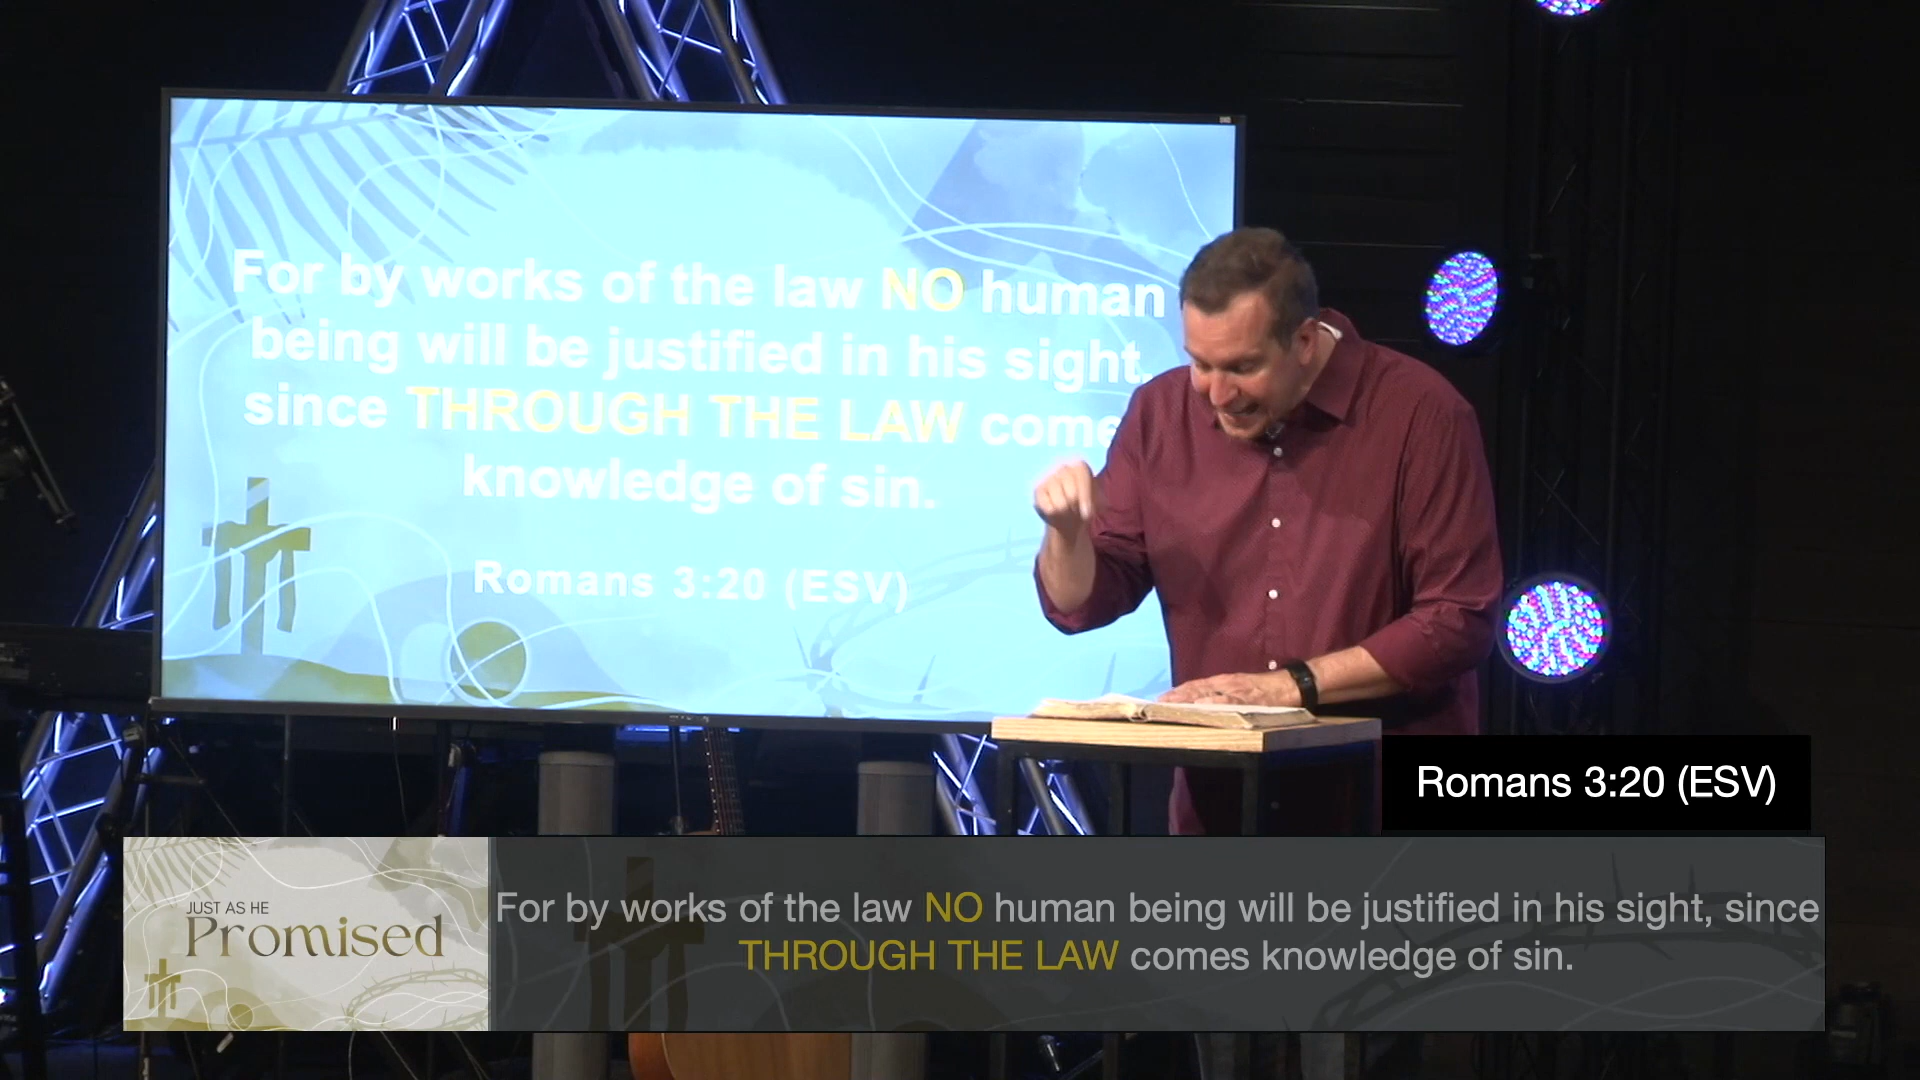 For by works of the law NO human
being will be justified in his sight,
since THROUGH THE LAW come
knowledge of sin.
Romans 3:20 (ESV)
Romans 3:20 (ESV)
JUST AS HE
Promised
For by works of the law NO human being will be justified in his sight, since
THROUGH THE LAW comes knowledge of sin.